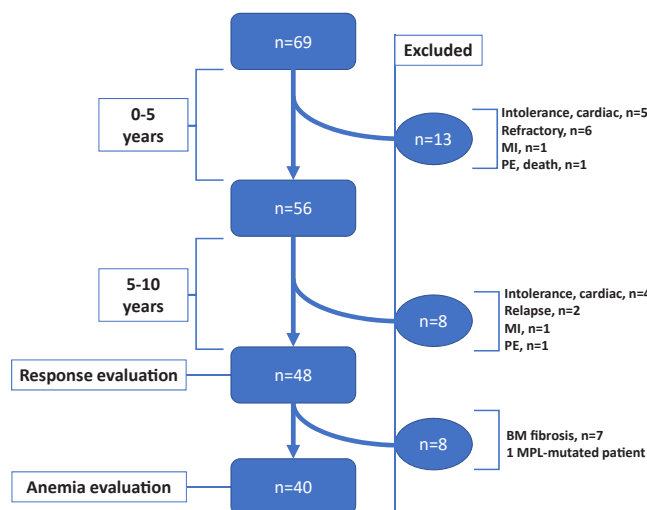 n=69
Excluded
0-5
years
n=13
Intolerance, cardiac, n=5
Refractory, n=6
MI, n=1
PE, death, n=1
n=56
5-10
years
n=8
Intolerance, cardiac, n=4
Relapse, n=2
MI, n=1
PE, n=1
Response evaluation
n=48
n=8
BM fibrosis, n=7
1 MPL-mutated patient
Anemia evaluation
n=40